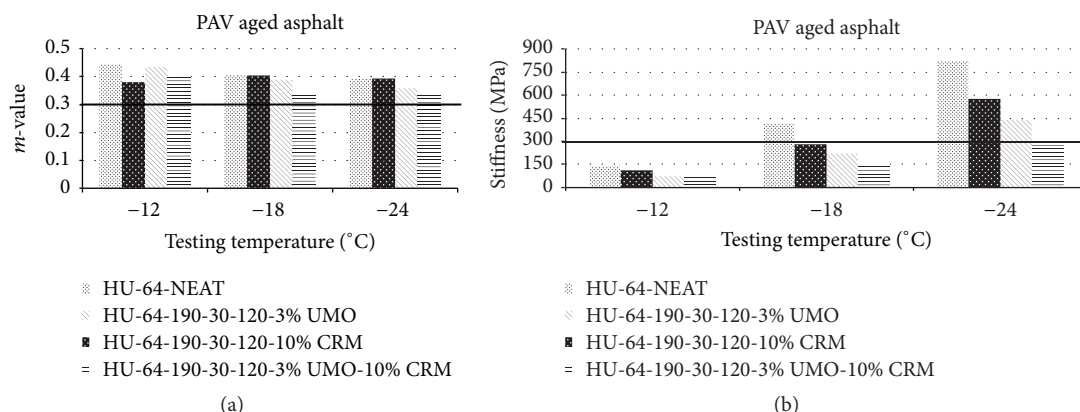 PAV aged asphalt
m-value
0.5
0.4
0.3
0.2
0.1
0
−12
−18
−24
Testing temperature (°C)
HU-64-NEAT
HU-64-190-30-120-3% UMO
HU-64-190-30-120-10% CRM
HU-64-190-30-120-3% UMO-10% CRM
(a)
PAV aged asphalt
Stiffness (MPa)
900
750
600
450
300
150
0
−12
−18
−24
Testing temperature (°C)
HU-64-NEAT
HU-64-190-30-120-3% UMO
HU-64-190-30-120-10% CRM
HU-64-190-30-120-3% UMO-10% CRM
(b)